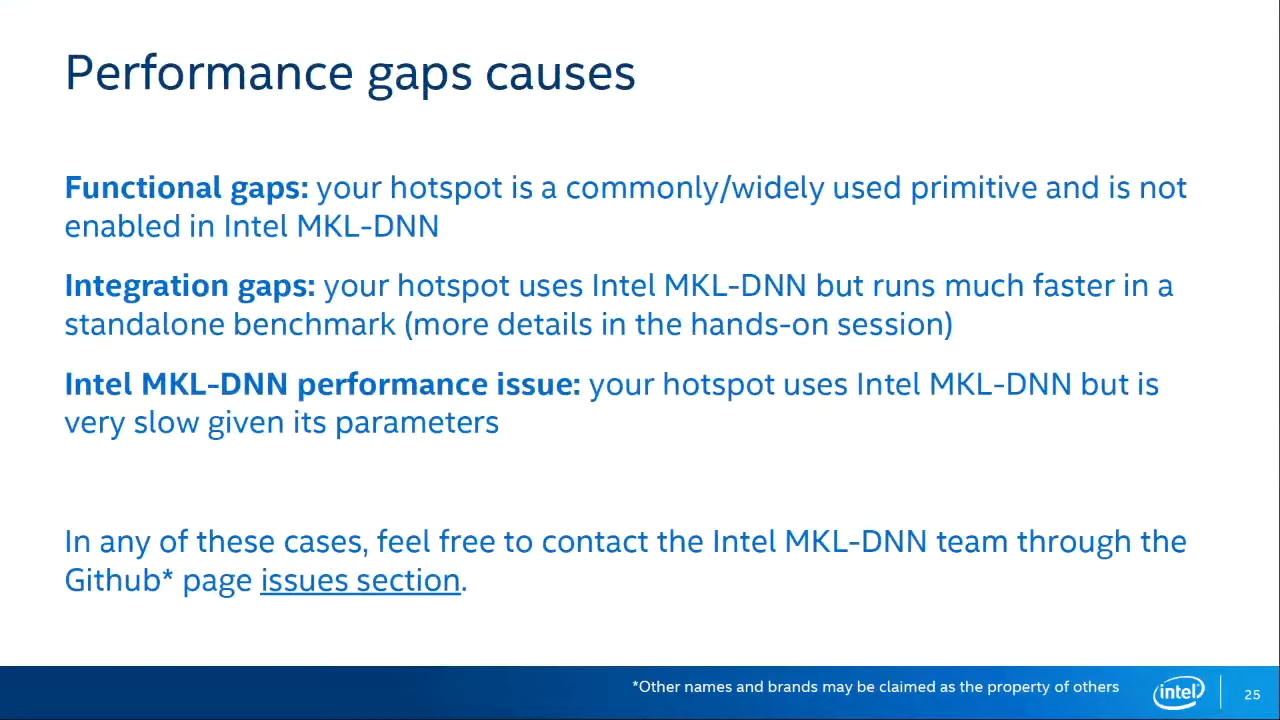 Performance gaps causes
Functional gaps: your hotspot is a commonly/widely used primitive and is not
enabled in Intel MKL-DNN
Integration gaps: your hotspot uses Intel MKL-DNN but runs much faster in a
standalone benchmark (more details in the hands-on session)
Intel MKL-DNN performance issue: your hotspot uses Intel MKL-DNN but is
very slow given its parameters
In any of these cases, feel free to contact the Intel MKL-DNN team through the
Github* page issues section.
*Other names and brands may be claimed as the property of others
intel
25